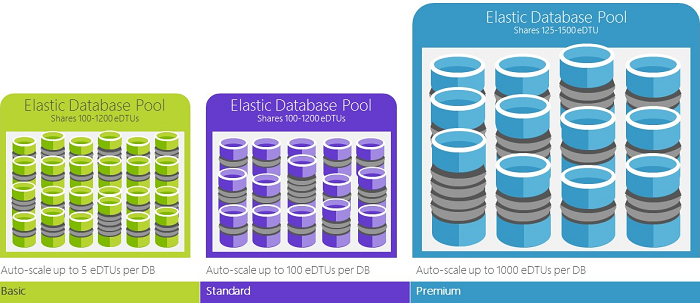 Elastic Database Pool
Shares 100-1200 eDTUs
Auto-scale up to 5 eDTUs per DB
Basic
Elastic Database Pool
Shares 100-1200 eDTUs
Auto-scale up to 100 eDTUs per DB
Standard
Elastic Database Pool
Shares 125-1500 eDTU
Auto-scale up to 1000 eDTUs per DB
Premium